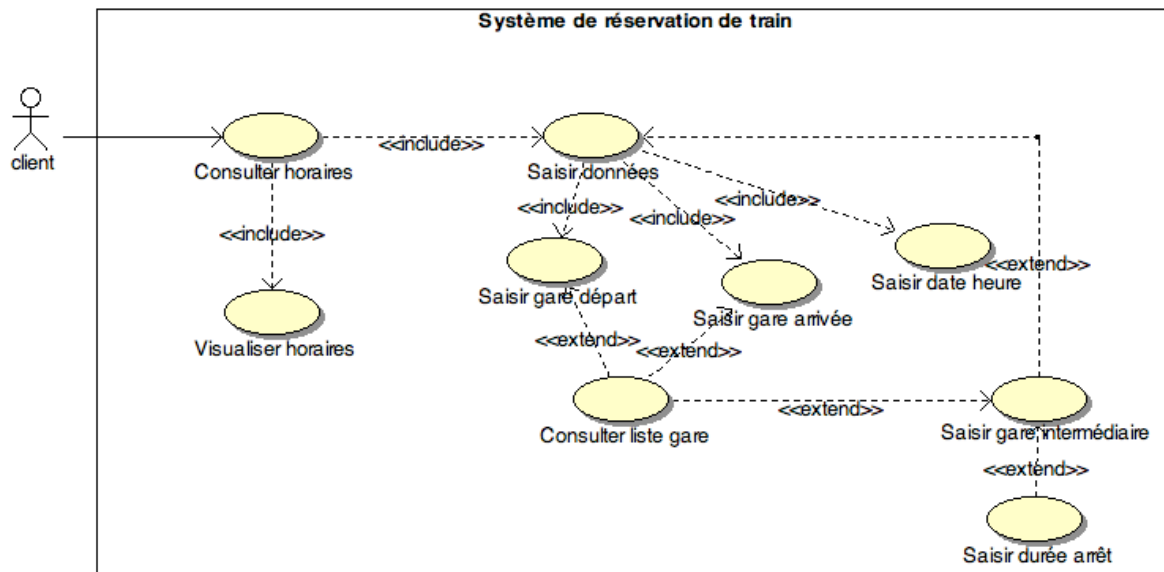 Système de réservation de train
client
Consulter horaires
<<include>>
Saisir données
<<include>>
<<include>>
<<include>>
<<include>>
Saisir gare départ
Saisir gare arrivée
Saisir date heure
<<extend>>
Visualiser horaires
<<extend>>
<<extend>>
Consulter liste gare
<<extend>>
Saisir gare intermédiaire
<<extend>>
Saisir durée arrêt